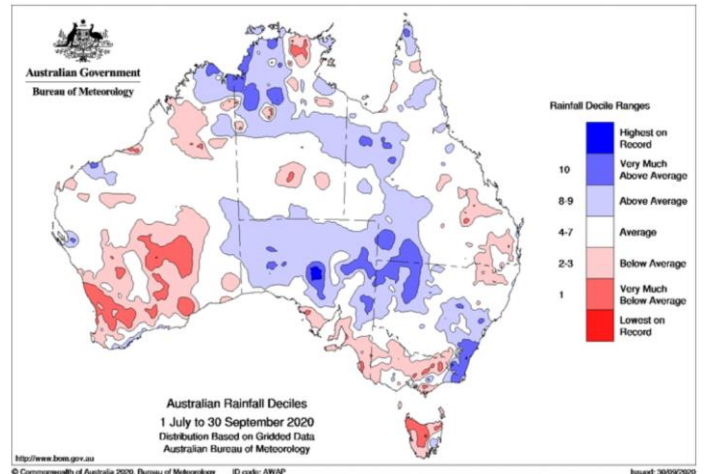 Australian Government
Bureau of Meteorology
Rainfall Decile Ranges
Highest on
Record
10
Very Much
Above Average
8-9
Above Average
4-7
Average
2-3
Below Average
1
Very Much
Below Average
Lowest on
Record
Australian Rainfall Deciles
1 July to 30 September 2020
Distribution Based on Gridded Data
Australian Bureau of Meteorology
http://www.bom.gov.au
© Commonwealth of Australia 2020, Bureau of Meteorology
ID code: AWAP
Issued: 30/09/2020